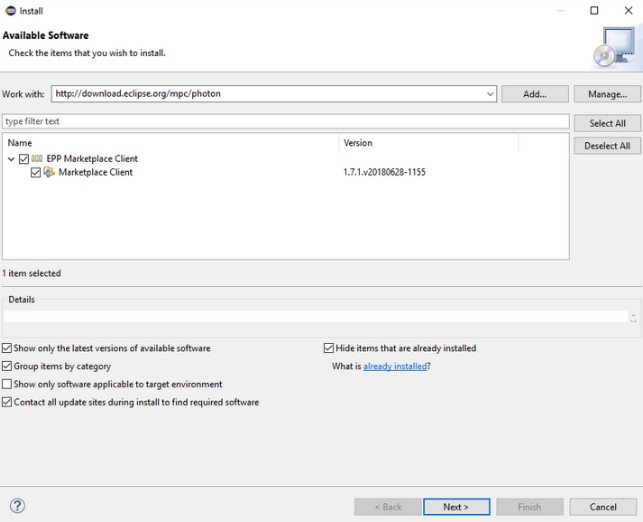 Install
Available Software
Check the items that you wish to install.
Work with: http://download.eclipse.org/mpc/photon Add... Manage...
type filter text Select All
Deselect All
Name Version
EPP Marketplace Client
Marketplace Client 1.7.1.v20180628-1155
1 item selected
Details
Show only the latest versions of available software Hide items that are already installed
Group items by category What is already installed?
Show only software applicable to target environment
Contact all update sites during install to find required software
? < Back Next > Finish Cancel